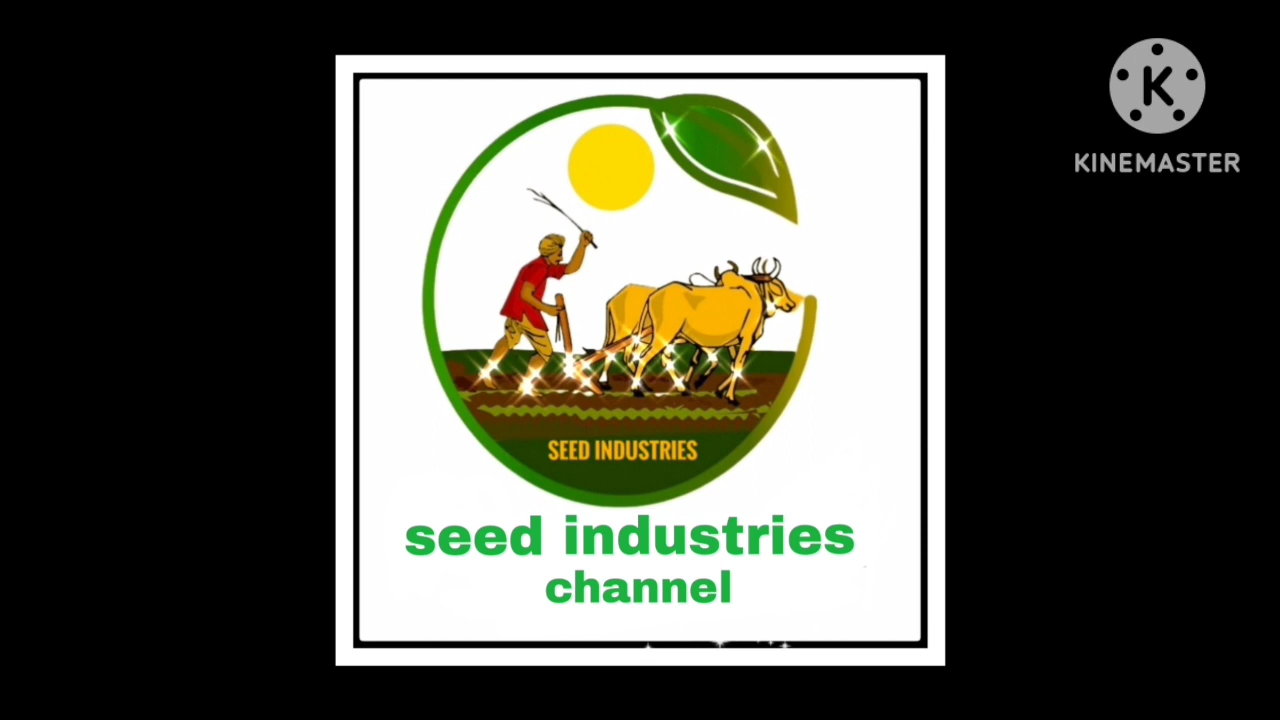 K
KINEMASTER
SEED INDUSTRIES
seed industries
channel